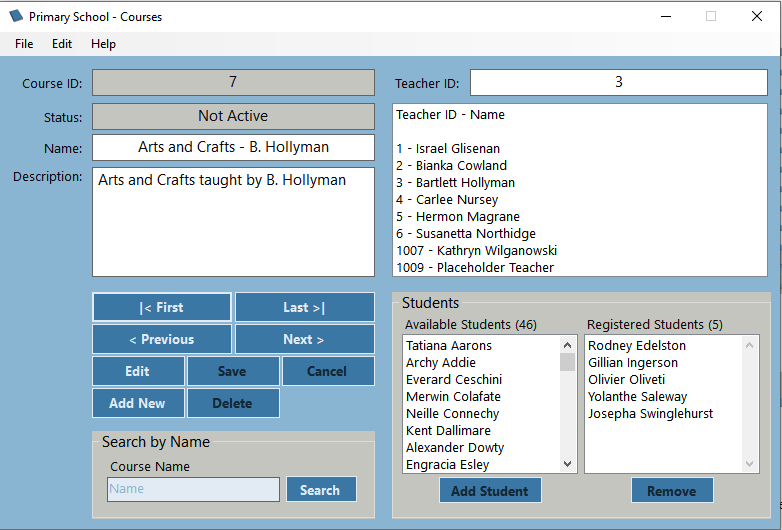 Primary School - Courses
File Edit Help
Course ID: 7
Status: Not Active
Name: Arts and Crafts - B. Hollyman
Description: Arts and Crafts taught by B. Hollyman
Teacher ID: 3
Teacher ID - Name
1 - Israel Glisenan
2 - Bianka Cowland
3 - Bartlett Hollyman
4 - Carlee Nursey
5 - Hermon Magrane
6 - Susanetta Northidge
1007 - Kathryn Wilganowski
1009 - Placeholder Teacher
|< First Last >|
< Previous Next >
Edit Save Cancel
Add New Delete
Search by Name
Course Name
Name Search
Students
Available Students (46)
Tatiana Aarons
Archy Addie
Everard Ceschini
Merwin Colafate
Neille Connechy
Kent Dallimare
Alexander Dowty
Engracia Esley
Add Student
Registered Students (5)
Rodney Edelston
Gillian Ingerson
Olivier Oliveti
Yolanthe Saleway
Josepha Swinglehurst
Remove